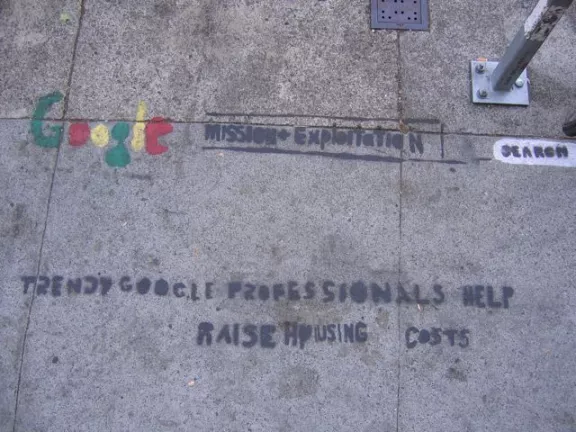 Google MISSION+ EXploitatioN SEARCH
TRENDY GOOGLE PROFESSIONALS HELP
RAISE HOUSING COSTS